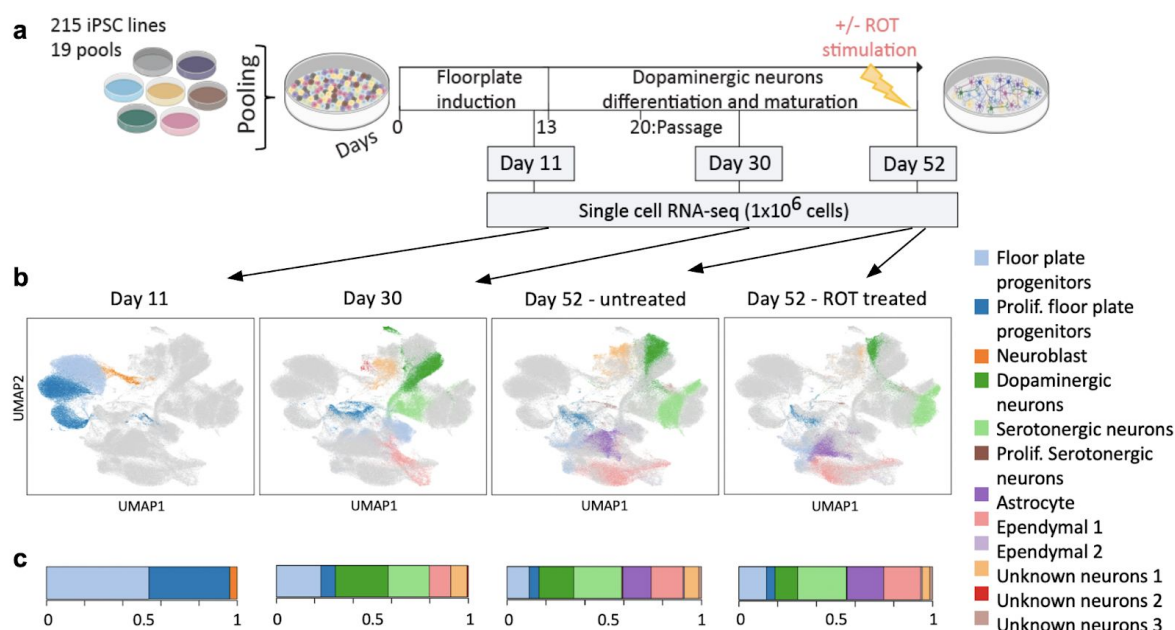 a
215 iPSC lines
19 pools
Pooling
Days
Floorplate
induction
Dopaminergic neurons
differentiation and maturation
+/- ROT
stimulation
0
13
20:Passage
Day 11
Day 30
Day 52
Single cell RNA-seq (1x10⁶ cells)
b
Day 11
Day 30
Day 52 - untreated
Day 52 - ROT treated
UMAP2
UMAP1
UMAP1
UMAP1
UMAP1
Floor plate
progenitors
Prolif. floor plate
progenitors
Neuroblast
Dopaminergic
neurons
Serotonergic neurons
Prolif. Serotonergic
neurons
Astrocyte
Ependymal 1
Ependymal 2
Unknown neurons 1
Unknown neurons 2
Unknown neurons 3
c
0 0.5 1
0 0.5 1
0 0.5 1
0 0.5 1